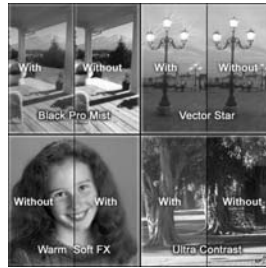 With Without
Black Pro Mist
With Without
Vector Star
Without With
Warm Soft FX
With Without
Ultra Contrast